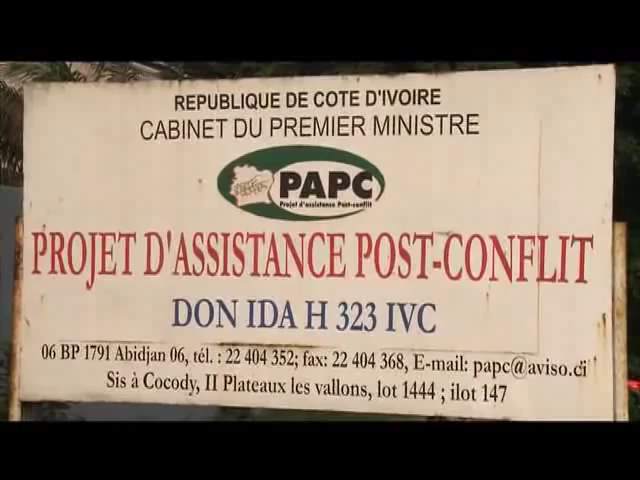 REPUBLIQUE DE COTE D'IVOIRE
CABINET DU PREMIER MINISTRE
PAPC
Projet d'assistance Post-conflit
PROJET D'ASSISTANCE POST-CONFLIT
DON IDA H 323 IVC
06 BP 1791 Abidjan 06, tél. : 22 404 352; fax: 22 404 368, E-mail: papc@aviso.ci
Sis à Cocody, II Plateaux les vallons, lot 1444 ; ilot 147